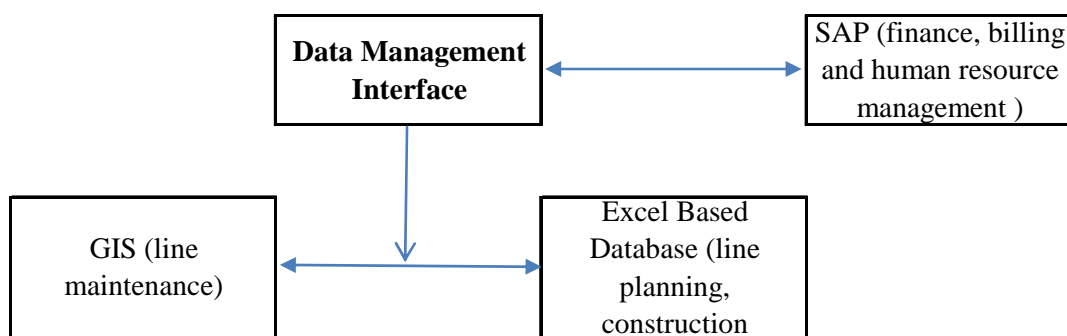 Data Management
Interface
SAP (finance, billing
and human resource
management )
GIS (line
maintenance)
Excel Based
Database (line
planning,
construction